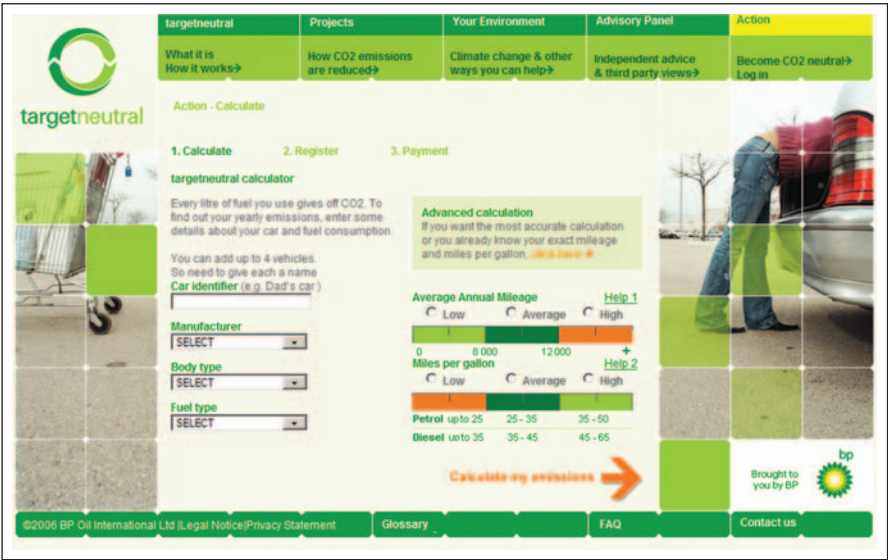 targetneutral
Projects
Your Environment
Advisory Panel
Action
What it is
How it works→
How CO2 emissions
are reduced→
Climate change & other
ways you can help→
Independent advice
& third party views→
Become CO2 neutral→
Log in
targetneutral
Action - Calculate
1. Calculate
2. Register
3. Payment
targetneutral calculator
Every litre of fuel you use gives off CO2. To
find out your yearly emissions, enter some
details about your car and fuel consumption.
You can add up to 4 vehicles.
So need to give each a name
Car identifier (e.g. Dad's car )
Manufacturer
SELECT
Body type
SELECT
Fuel type
SELECT
Advanced calculation
If you want the most accurate calculation
or you already know your exact mileage
and miles per gallon, click here
Average Annual Mileage Help 1
Low Average High
0 8 000 12 000 +
Miles per gallon Help 2
Low Average High
Petrol up to 25 25 - 35 35 - 50
Diesel up to 35 35 - 45 45 - 65
Calculate my emissions
bp
Brought to
you by BP
©2006 BP Oil International Ltd |Legal Notice|Privacy Statement
Glossary
FAQ
Contact us